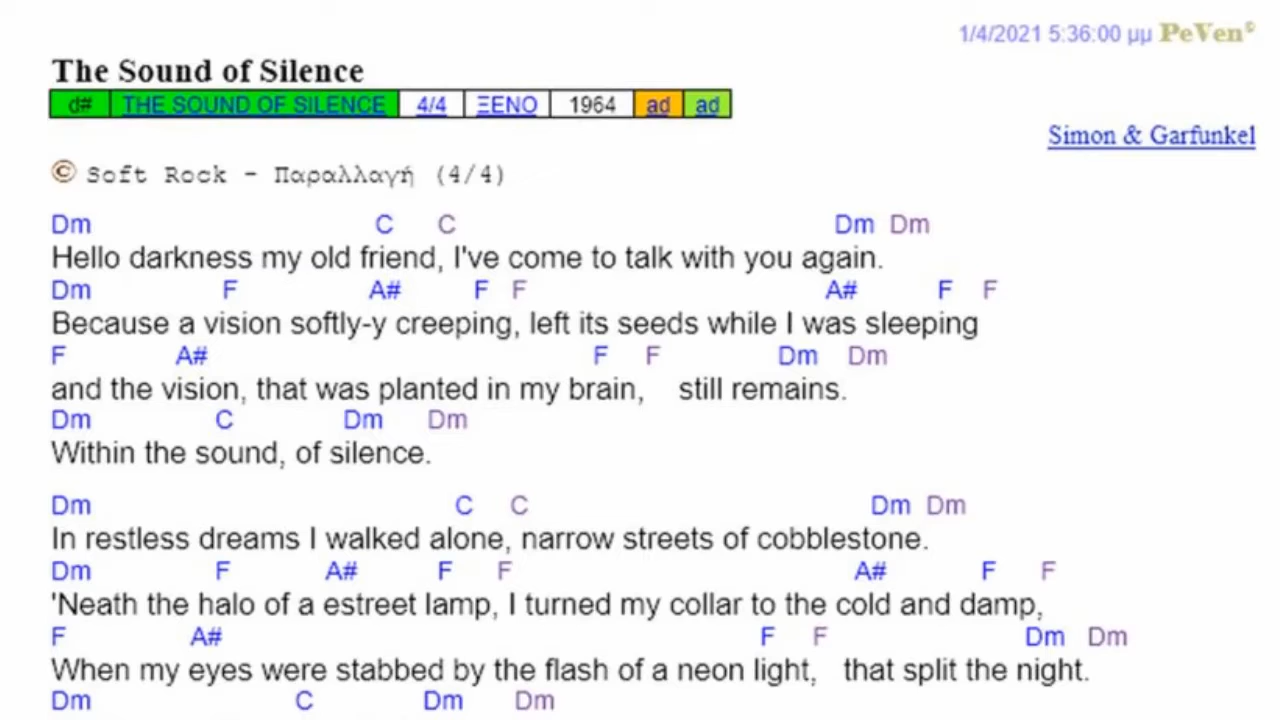 1/4/2021 5:36:00 μμ PeVen©
The Sound of Silence
d# THE SOUND OF SILENCE 4/4 ΞΕΝΟ 1964 ad ad
Simon & Garfunkel
© Soft Rock - Παραλλαγή (4/4)
Dm C C Dm Dm
Hello darkness my old friend, I've come to talk with you again.
Dm F A# F F A# F F
Because a vision softly-y creeping, left its seeds while I was sleeping
F A# F F Dm Dm
and the vision, that was planted in my brain, still remains.
Dm C Dm Dm
Within the sound, of silence.
Dm C C Dm Dm
In restless dreams I walked alone, narrow streets of cobblestone.
Dm F A# F F A# F F
'Neath the halo of a estreet lamp, I turned my collar to the cold and damp,
F A# F F Dm Dm
When my eyes were stabbed by the flash of a neon light, that split the night.
Dm C Dm Dm